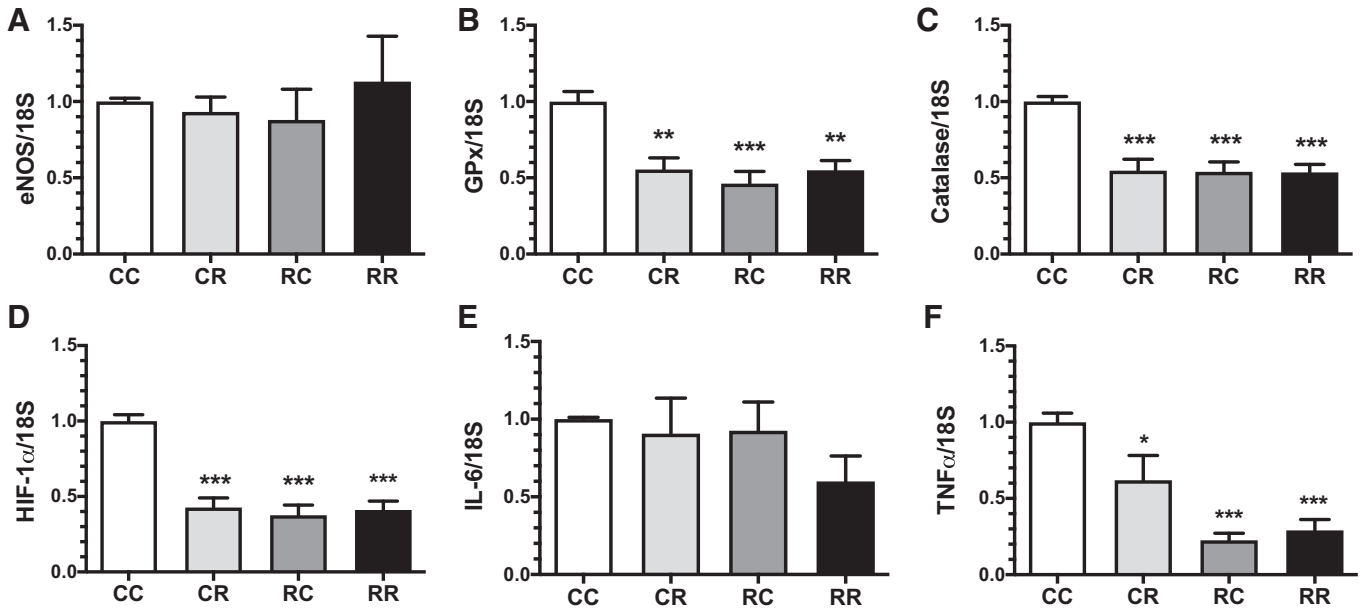 A
eNOS/18S
1.5
1.0
0.5
0.0
CC CR RC RR
B
GPx/18S
1.5
1.0
0.5
0.0
** *** **
CC CR RC RR
C
Catalase/18S
1.5
1.0
0.5
0.0
*** *** ***
CC CR RC RR
D
HIF-1α/18S
1.5
1.0
0.5
0.0
*** *** ***
CC CR RC RR
E
IL-6/18S
1.5
1.0
0.5
0.0
CC CR RC RR
F
TNFα/18S
1.5
1.0
0.5
0.0
* *** ***
CC CR RC RR